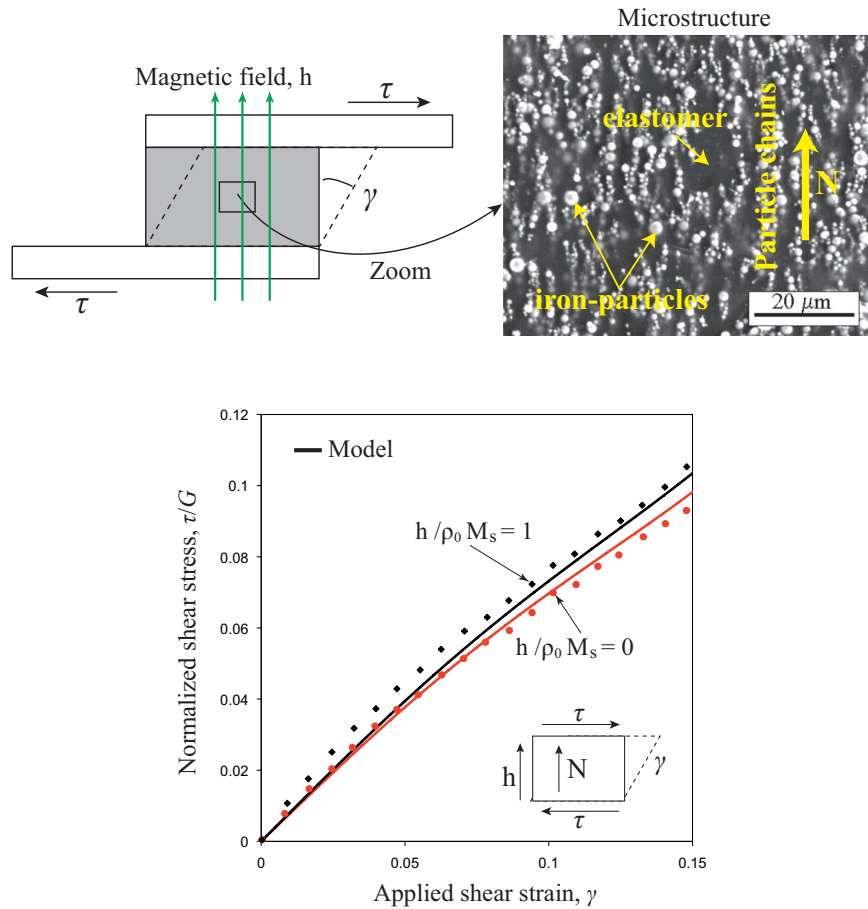 Microstructure
Magnetic field, h
τ
γ
Zoom
τ
elastomer
Particle chains
N
iron-particles
20 μm
0.12
0.1
0.08
0.06
0.04
0.02
0
Normalized shear stress, τ/G
Model
h /ρ₀ Mₛ = 1
h /ρ₀ Mₛ = 0
τ
h
N
γ
τ
0
0.05
0.1
0.15
Applied shear strain, γ